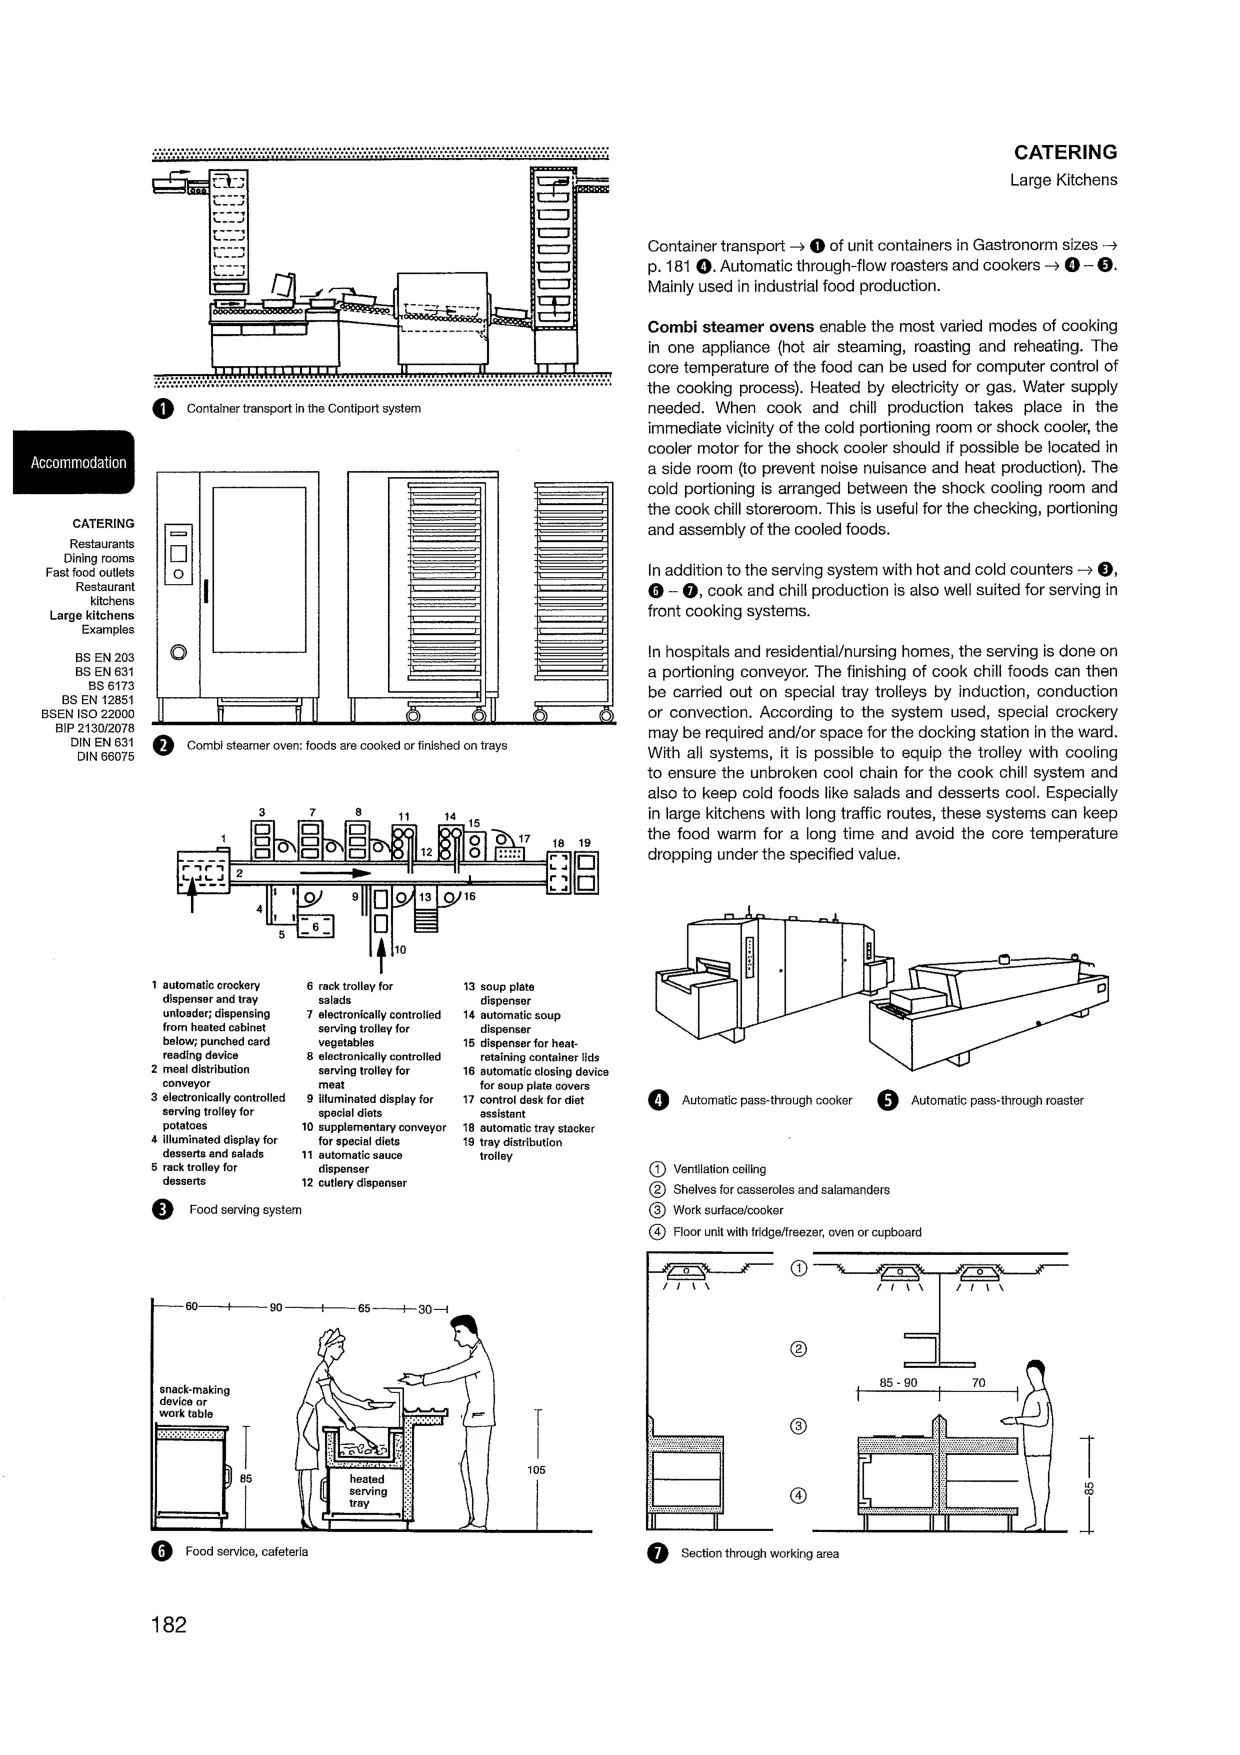 CATERING
Large Kitchens
Container transport → ❶ of unit containers in Gastronorm sizes →
p. 181 ❹. Automatic through-flow roasters and cookers → ❹ – ❺.
Mainly used in industrial food production.
Combi steamer ovens enable the most varied modes of cooking
in one appliance (hot air steaming, roasting and reheating. The
core temperature of the food can be used for computer control of
the cooking process). Heated by electricity or gas. Water supply
needed. When cook and chill production takes place in the
immediate vicinity of the cold portioning room or shock cooler, the
cooler motor for the shock cooler should if possible be located in
a side room (to prevent noise nuisance and heat production). The
cold portioning is arranged between the shock cooling room and
the cook chill storeroom. This is useful for the checking, portioning
and assembly of the cooled foods.
In addition to the serving system with hot and cold counters → ❸,
❻ – ❼, cook and chill production is also well suited for serving in
front cooking systems.
In hospitals and residential/nursing homes, the serving is done on
a portioning conveyor. The finishing of cook chill foods can then
be carried out on special tray trolleys by induction, conduction
or convection. According to the system used, special crockery
may be required and/or space for the docking station in the ward.
With all systems, it is possible to equip the trolley with cooling
to ensure the unbroken cool chain for the cook chill system and
also to keep cold foods like salads and desserts cool. Especially
in large kitchens with long traffic routes, these systems can keep
the food warm for a long time and avoid the core temperature
dropping under the specified value.
❶ Container transport in the Contiport system
Accommodation
CATERING
Restaurants
Dining rooms
Fast food outlets
Restaurant
kitchens
Large kitchens
Examples
BS EN 203
BS EN 631
BS 6173
BS EN 12851
BSEN ISO 22000
BIP 2130/2078
DIN EN 631
DIN 66075
❷ Combi steamer oven: foods are cooked or finished on trays
3 7 8 11 14 15
1 12 17 18 19
2
4 9 13 16
5 6
10
1 automatic crockery
dispenser and tray
unloader; dispensing
from heated cabinet
below; punched card
reading device
2 meal distribution
conveyor
3 electronically controlled
serving trolley for
potatoes
4 illuminated display for
desserts and salads
5 rack trolley for
desserts
6 rack trolley for
salads
7 electronically controlled
serving trolley for
vegetables
8 electronically controlled
serving trolley for
meat
9 illuminated display for
special diets
10 supplementary conveyor
for special diets
11 automatic sauce
dispenser
12 cutlery dispenser
13 soup plate
dispenser
14 automatic soup
dispenser
15 dispenser for heat-
retaining container lids
16 automatic closing device
for soup plate covers
17 control desk for diet
assistant
18 automatic tray stacker
19 tray distribution
trolley
❸ Food serving system
❹ Automatic pass-through cooker
❺ Automatic pass-through roaster
① Ventilation ceiling
② Shelves for casseroles and salamanders
③ Work surface/cooker
④ Floor unit with fridge/freezer, oven or cupboard
60 90 65 30
snack-making
device or
work table
85
heated
serving
tray
105
❻ Food service, cafeteria
①
②
85 - 90 70
③
④
85
❼ Section through working area
182